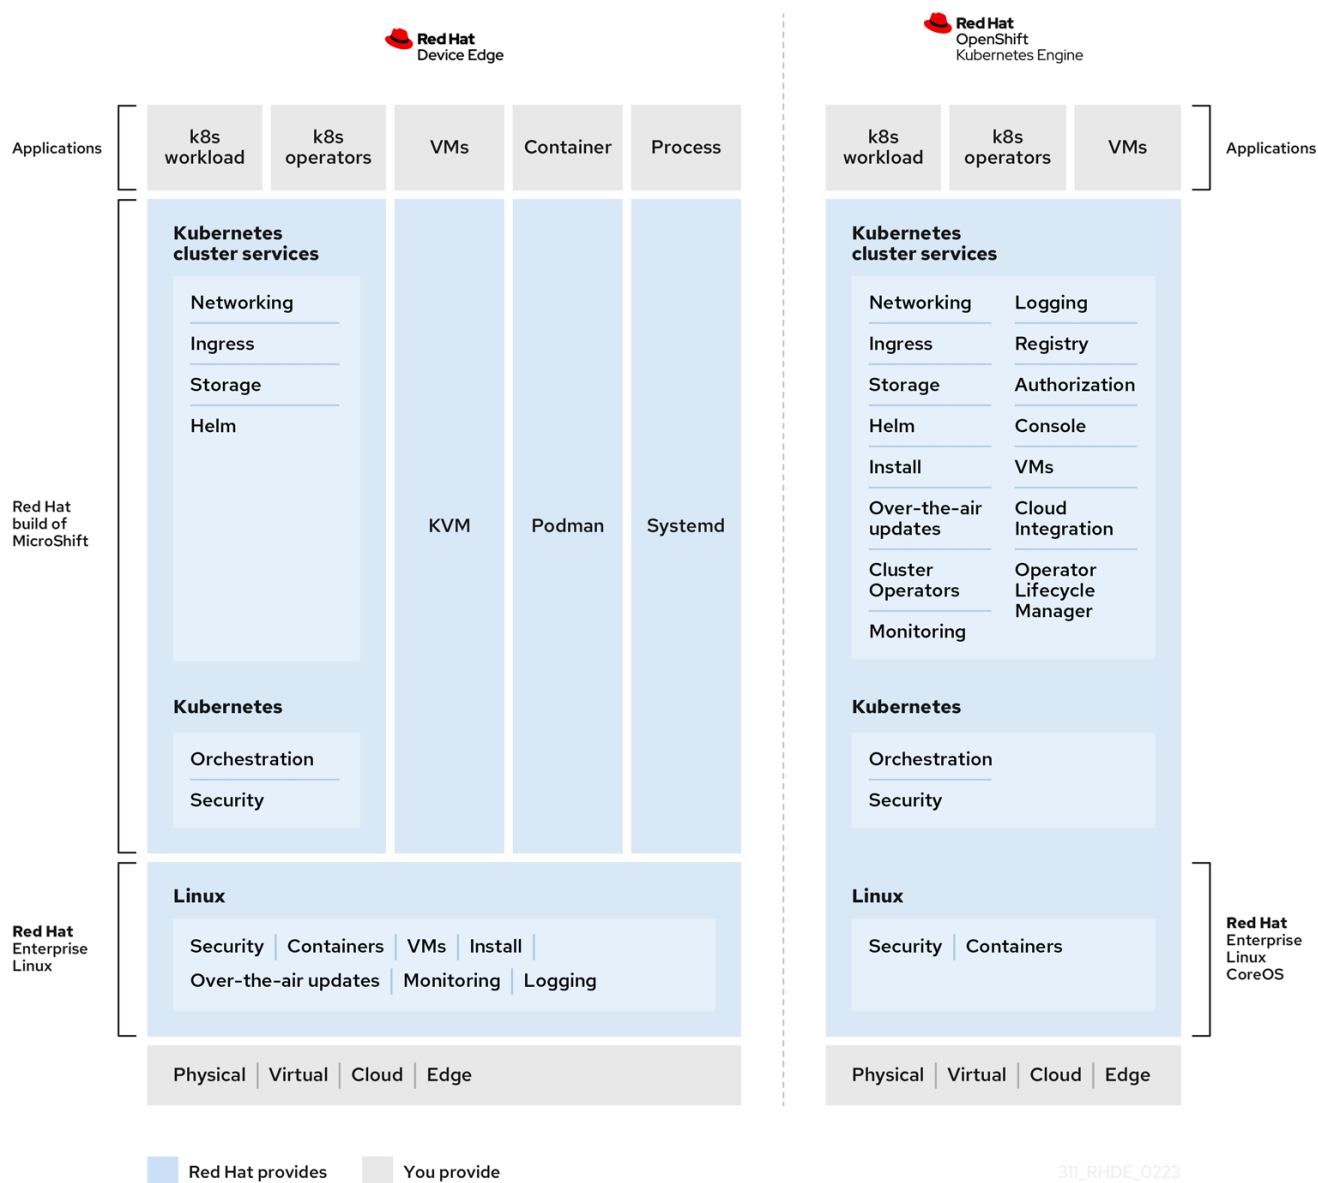 Red Hat
Device Edge
Red Hat
OpenShift
Kubernetes Engine
Applications
k8s
workload
k8s
operators
VMs
Container
Process
k8s
workload
k8s
operators
VMs
Applications
Red Hat
build of
MicroShift
Kubernetes
cluster services
Networking
Ingress
Storage
Helm
Kubernetes
Orchestration
Security
KVM
Podman
Systemd
Kubernetes
cluster services
Networking
Ingress
Storage
Helm
Install
Over-the-air
updates
Cluster
Operators
Monitoring
Logging
Registry
Authorization
Console
VMs
Cloud
Integration
Operator
Lifecycle
Manager
Kubernetes
Orchestration
Security
Red Hat
Enterprise
Linux
Linux
Security | Containers | VMs | Install |
Over-the-air updates | Monitoring | Logging
Linux
Security | Containers
Red Hat
Enterprise
Linux
CoreOS
Physical | Virtual | Cloud | Edge
Physical | Virtual | Cloud | Edge
Red Hat provides
You provide
311_RHDE_0223